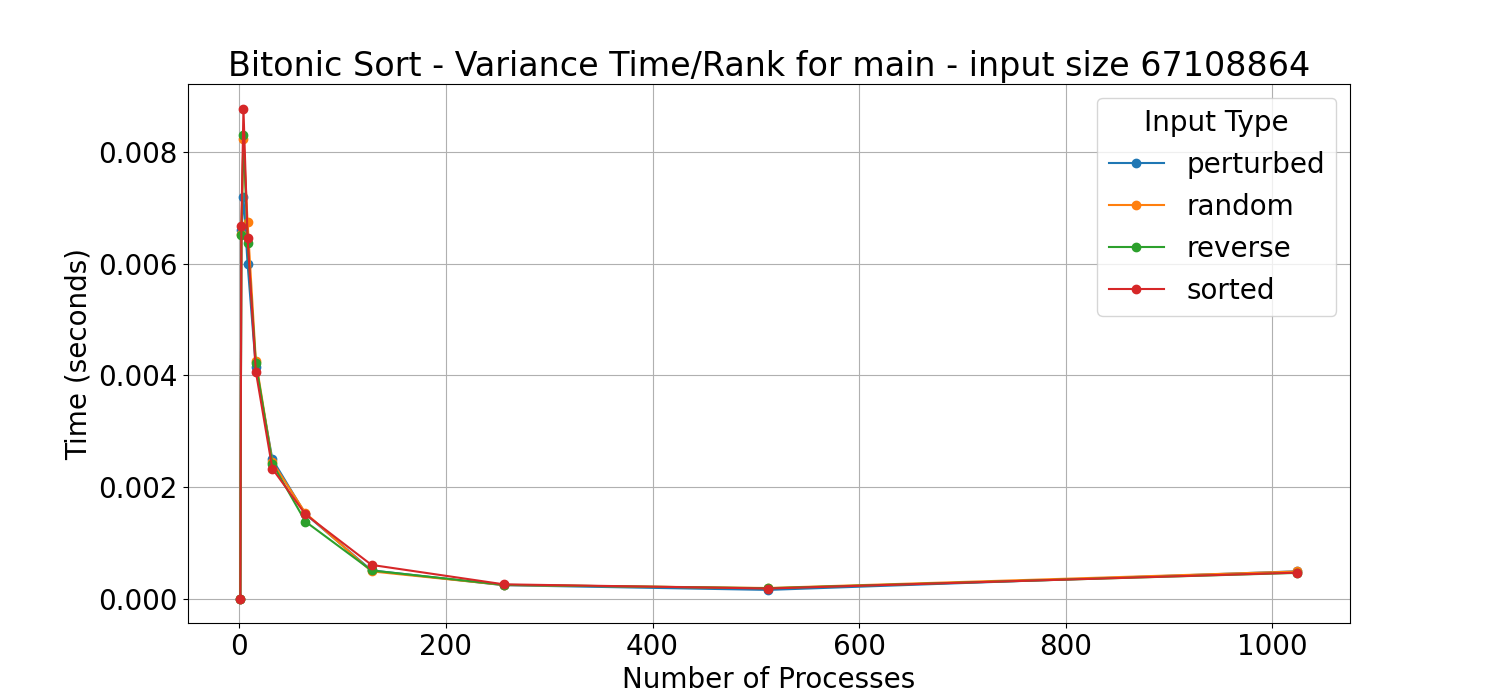 Bitonic Sort - Variance Time/Rank for main - input size 67108864
Input Type
perturbed
random
reverse
sorted
Time (seconds)
0.008
0.006
0.004
0.002
0.000
0 200 400 600 800 1000
Number of Processes